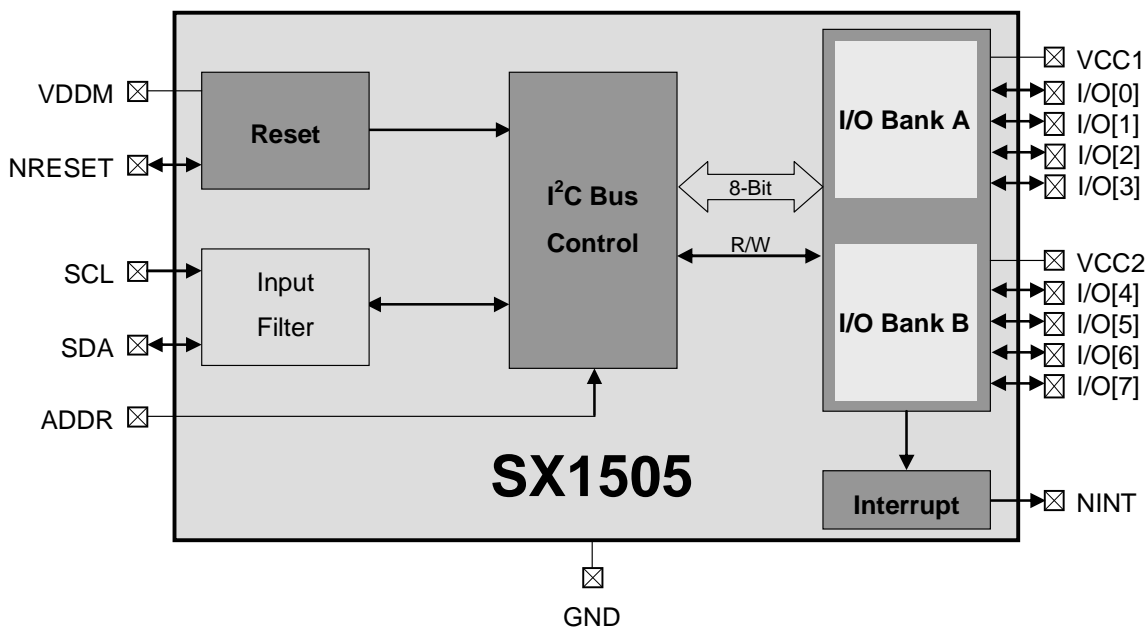 VDDM
NRESET
SCL
SDA
ADDR
Reset
Input
Filter
I²C Bus
Control
8-Bit
R/W
I/O Bank A
I/O Bank B
Interrupt
VCC1
I/O[0]
I/O[1]
I/O[2]
I/O[3]
VCC2
I/O[4]
I/O[5]
I/O[6]
I/O[7]
NINT
SX1505
GND